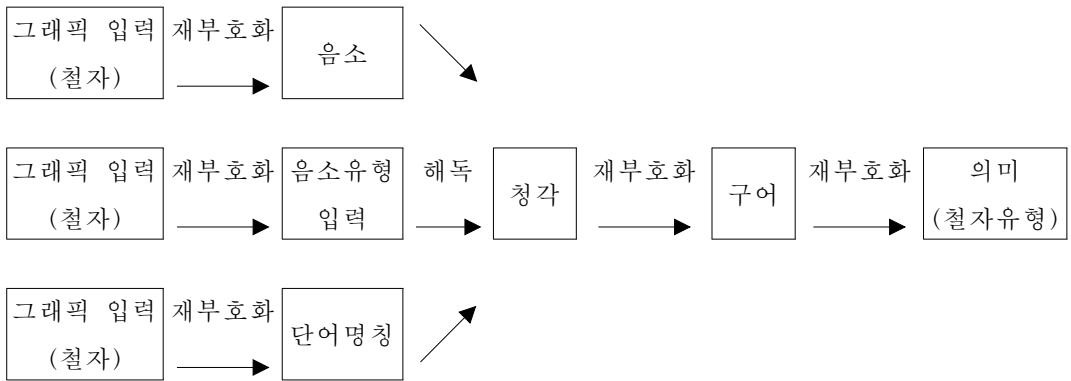 그래픽 입력
(철자)
재부호화
음소
그래픽 입력
(철자)
재부호화
음소유형
입력
해독
청각
재부호화
구어
재부호화
의미
(철자유형)
그래픽 입력
(철자)
재부호화
단어명칭